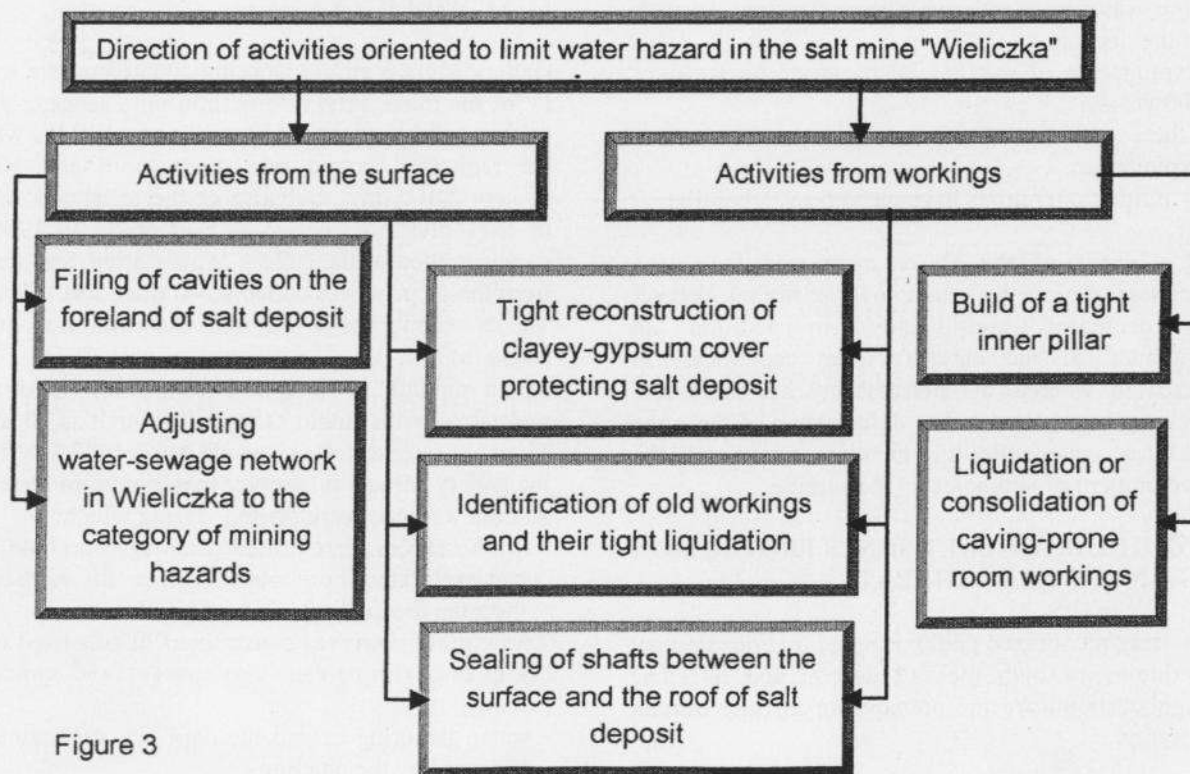 Direction of activities oriented to limit water hazard in the salt mine "Wieliczka"
Activities from the surface
Activities from workings
Filling of cavities on the
foreland of salt deposit
Tight reconstruction of
clayey-gypsum cover
protecting salt deposit
Build of a tight
inner pillar
Adjusting
water-sewage network
in Wieliczka to the
category of mining
hazards
Identification of old workings
and their tight liquidation
Liquidation or
consolidation of
caving-prone
room workings
Sealing of shafts between the
surface and the roof of salt
deposit
Figure 3